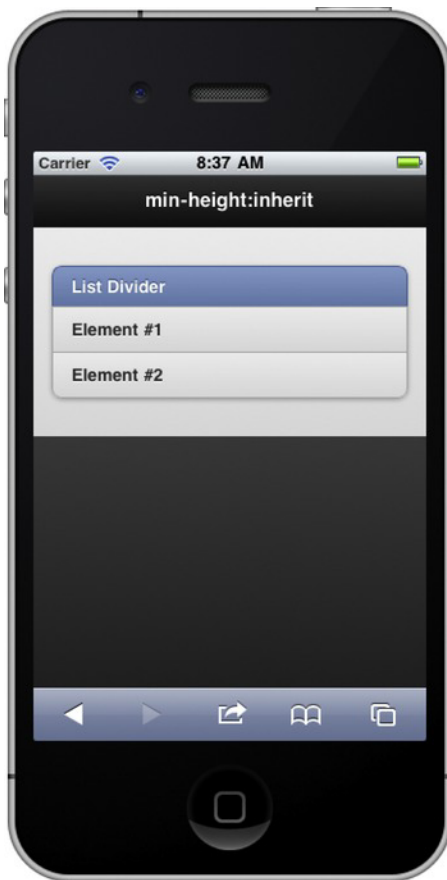 Carrier 8:37 AM
min-height:inherit
List Divider
Element #1
Element #2